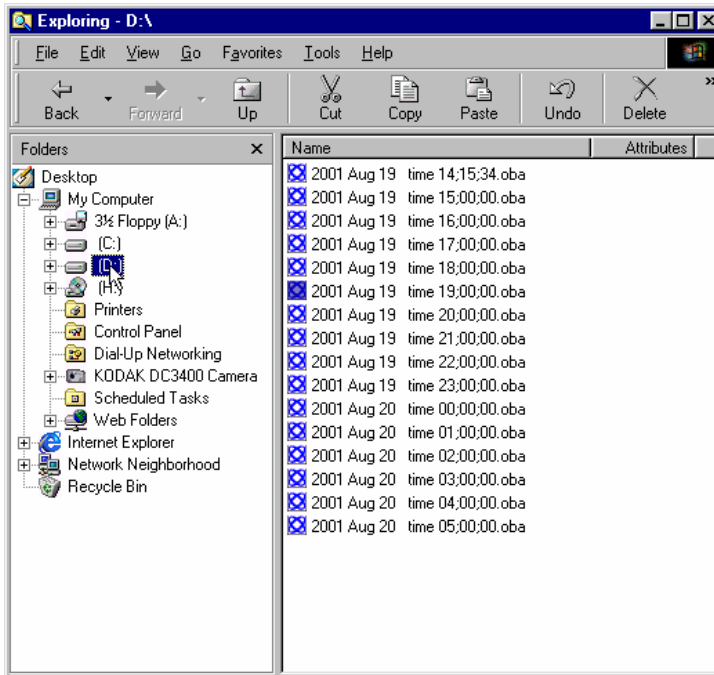 Exploring - D:\
File Edit View Go Favorites Tools Help
Back Forward Up Cut Copy Paste Undo Delete »
Folders
Desktop
My Computer
3½ Floppy (A:)
(C:)
(D:)
(H:)
Printers
Control Panel
Dial-Up Networking
KODAK DC3400 Camera
Scheduled Tasks
Web Folders
Internet Explorer
Network Neighborhood
Recycle Bin
Name Attributes
2001 Aug 19 time 14;15;34.oba
2001 Aug 19 time 15;00;00.oba
2001 Aug 19 time 16;00;00.oba
2001 Aug 19 time 17;00;00.oba
2001 Aug 19 time 18;00;00.oba
2001 Aug 19 time 19;00;00.oba
2001 Aug 19 time 20;00;00.oba
2001 Aug 19 time 21;00;00.oba
2001 Aug 19 time 22;00;00.oba
2001 Aug 19 time 23;00;00.oba
2001 Aug 20 time 00;00;00.oba
2001 Aug 20 time 01;00;00.oba
2001 Aug 20 time 02;00;00.oba
2001 Aug 20 time 03;00;00.oba
2001 Aug 20 time 04;00;00.oba
2001 Aug 20 time 05;00;00.oba